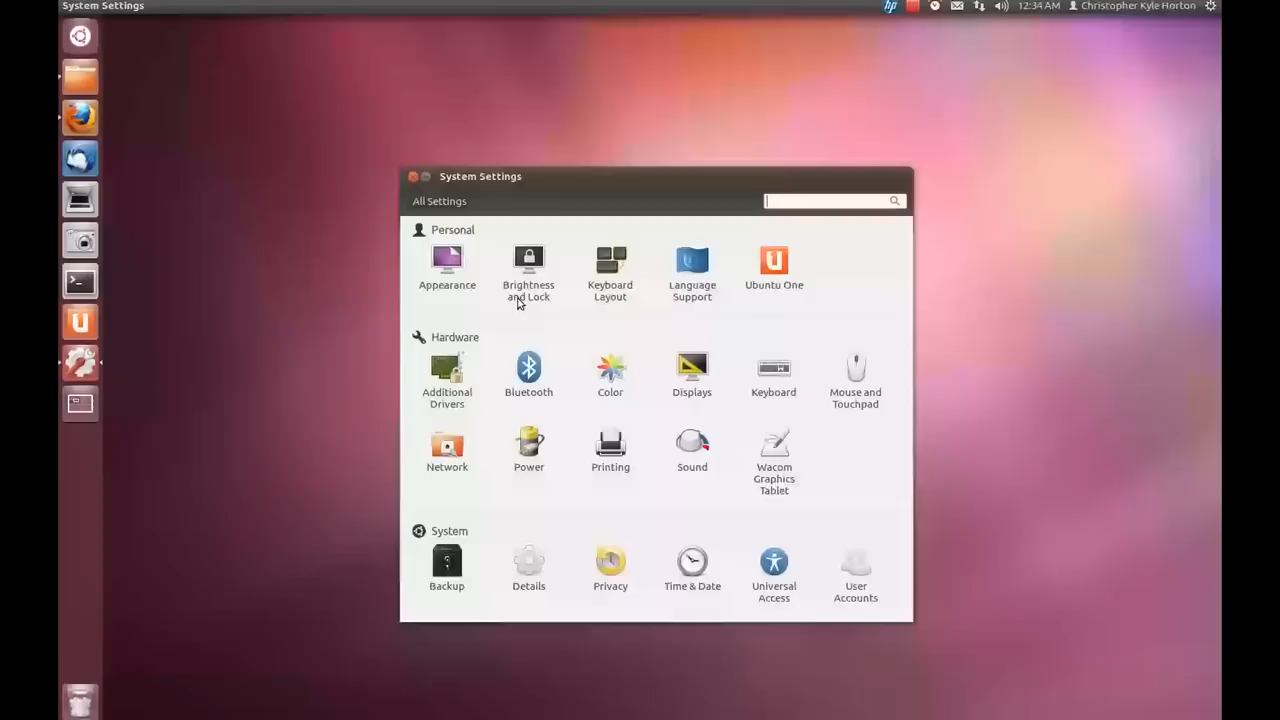 System Settings
hp
12:34 AM
Christopher Kyle Horton
System Settings
All Settings
Personal
Appearance
Brightness
and Lock
Keyboard
Layout
Language
Support
Ubuntu One
Hardware
Additional
Drivers
Bluetooth
Color
Displays
Keyboard
Mouse and
Touchpad
Network
Power
Printing
Sound
Wacom
Graphics
Tablet
System
Backup
Details
Privacy
Time & Date
Universal
Access
User
Accounts